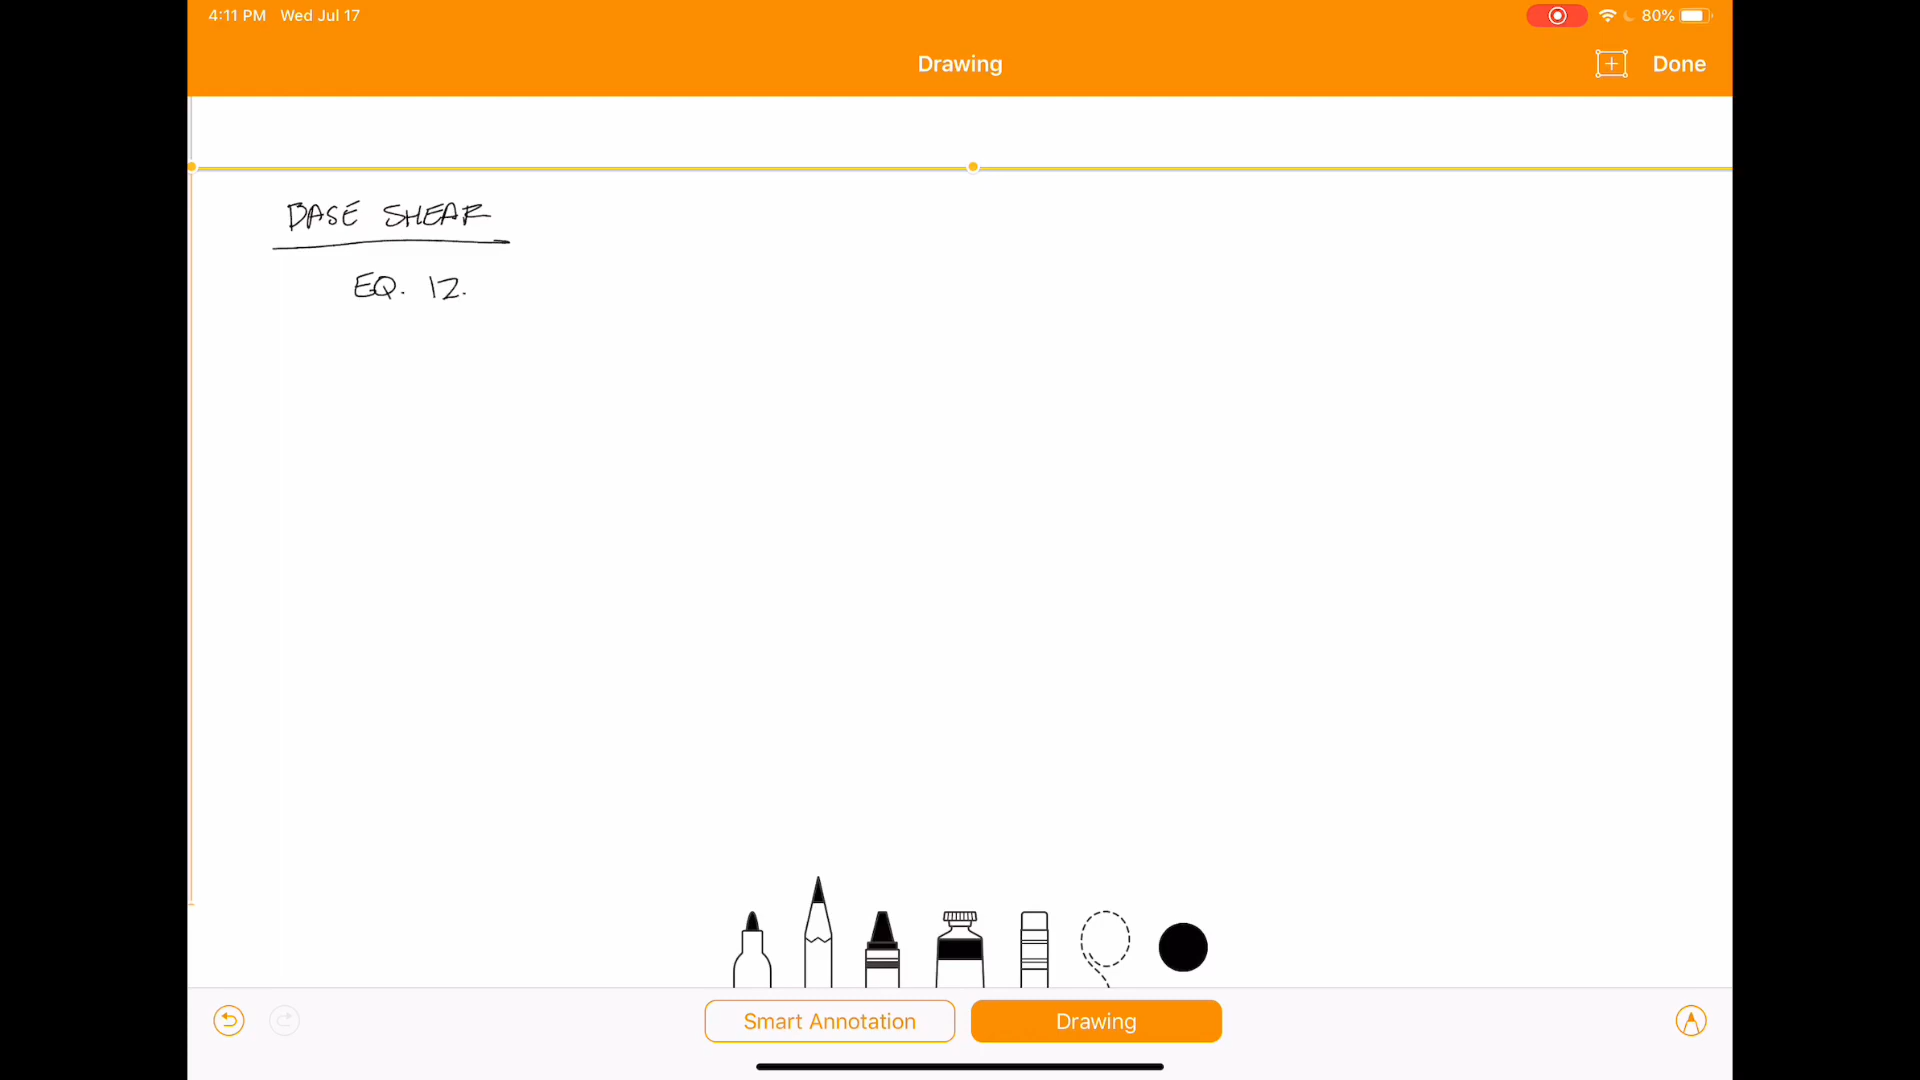 4:11 PM Wed Jul 17
80%
Drawing
Done
BASE SHEAR
EQ. 12.
Smart Annotation
Drawing